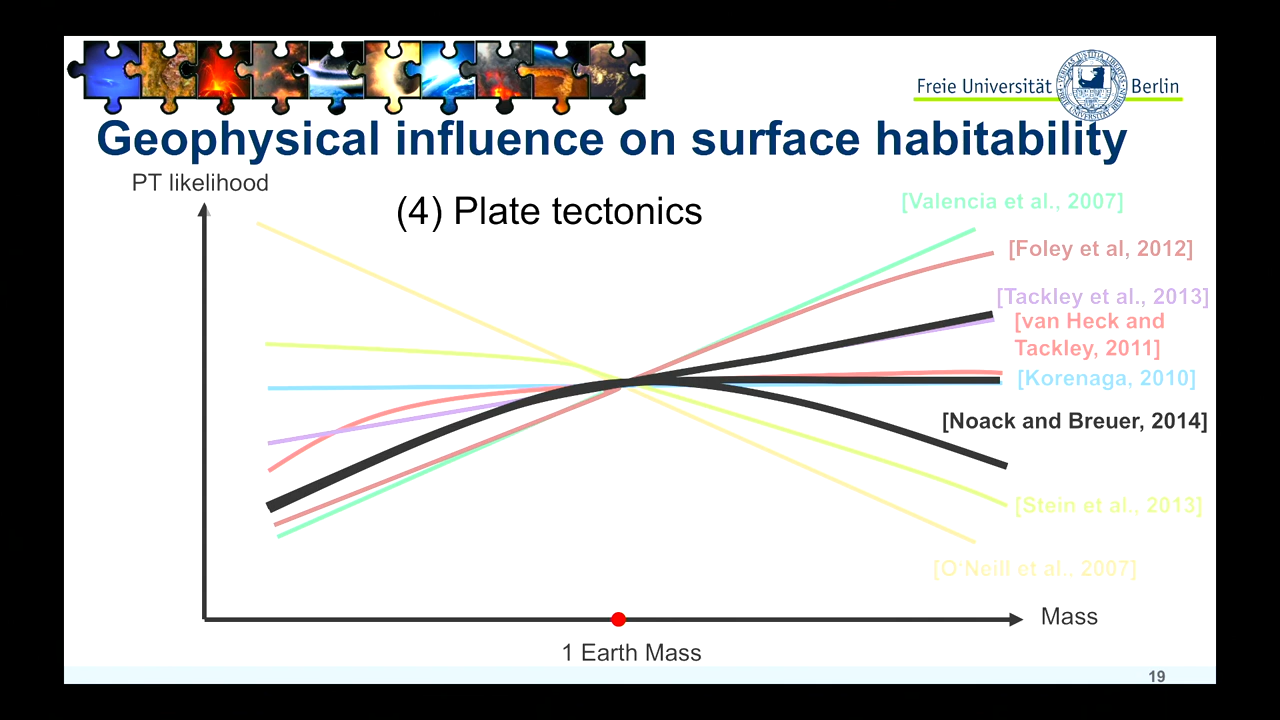 Freie Universität Berlin
Geophysical influence on surface habitability
PT likelihood
(4) Plate tectonics
[Valencia et al., 2007]
[Foley et al, 2012]
[Tackley et al., 2013]
[van Heck and
Tackley, 2011]
[Korenaga, 2010]
[Noack and Breuer, 2014]
[Stein et al., 2013]
[O‘Neill et al., 2007]
Mass
1 Earth Mass
19